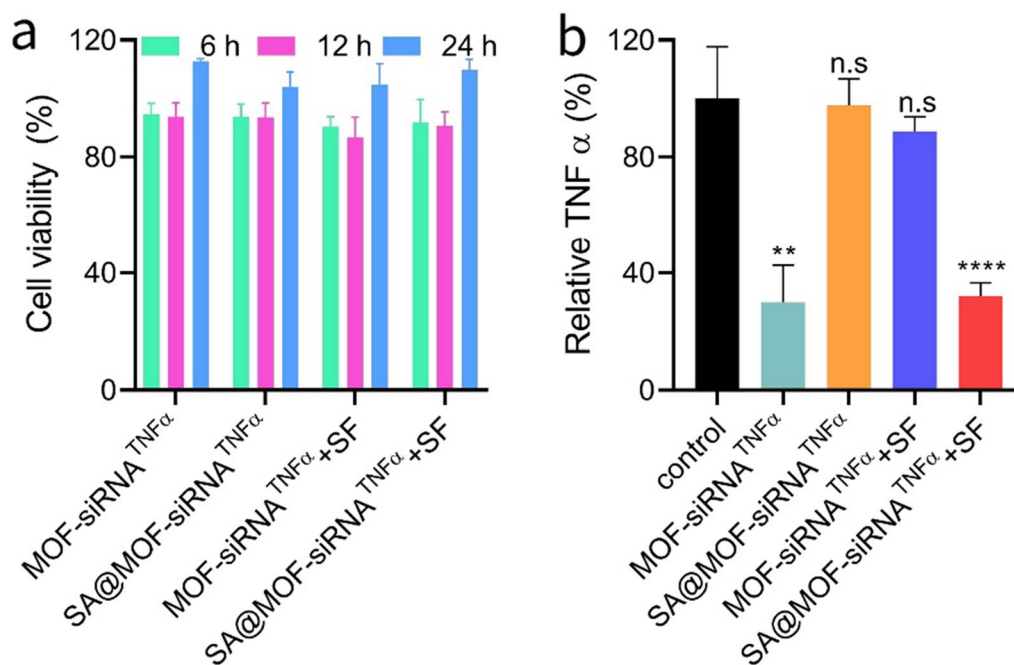 a
6 h
12 h
24 h
Cell viability (%)
120
80
40
0
MOF-siRNA^TNFα
SA@MOF-siRNA^TNFα
MOF-siRNA^TNFα+SF
SA@MOF-siRNA^TNFα+SF
b
Relative TNF α (%)
120
80
40
0
**
n.s
n.s
****
control
MOF-siRNA^TNFα
SA@MOF-siRNA^TNFα
MOF-siRNA^TNFα+SF
SA@MOF-siRNA^TNFα+SF